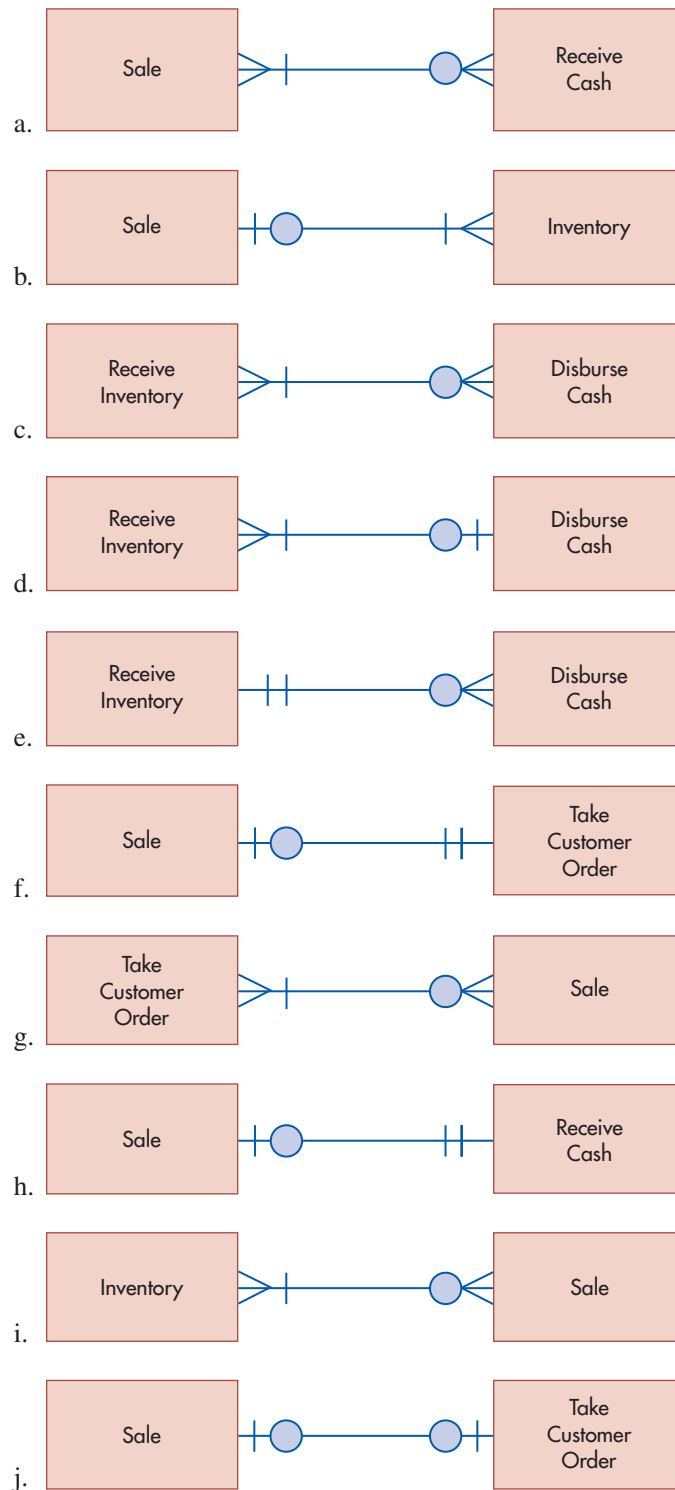 Sale
Receive
Cash
a.
Sale
Inventory
b.
Receive
Inventory
Disburse
Cash
c.
Receive
Inventory
Disburse
Cash
d.
Receive
Inventory
Disburse
Cash
e.
Sale
Take
Customer
Order
f.
Take
Customer
Order
Sale
g.
Sale
Receive
Cash
h.
Inventory
Sale
i.
Sale
Take
Customer
Order
j.